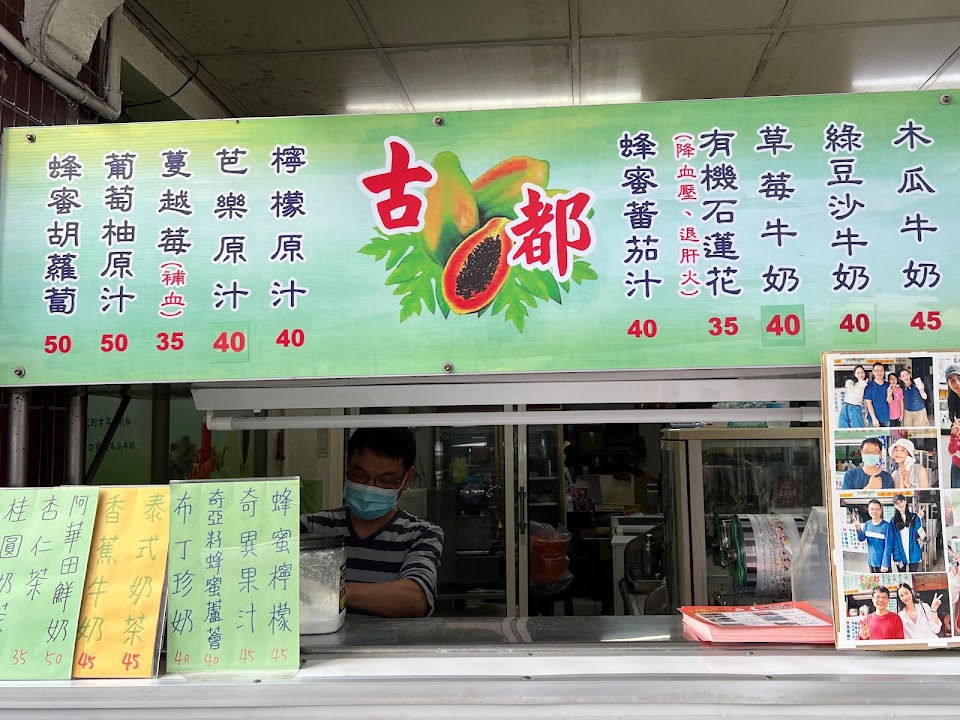 木瓜牛奶 45
綠豆沙牛奶 40
草莓牛奶 40
有機石蓮花 35
(降血壓、退肝火)
蜂蜜蕃茄汁 40
古都
檸檬原汁 40
芭樂原汁 40
蔓越莓(補血) 35
葡萄柚原汁 50
蜂蜜胡蘿蔔 50
蜂蜜檸檬 45
奇異果汁 45
奇亞籽蜂蜜蘆薈 40
布丁珍奶 40
泰式奶茶 45
香蕉牛奶 45
阿華田鮮奶 50
杏仁茶 35
桂圓奶茶